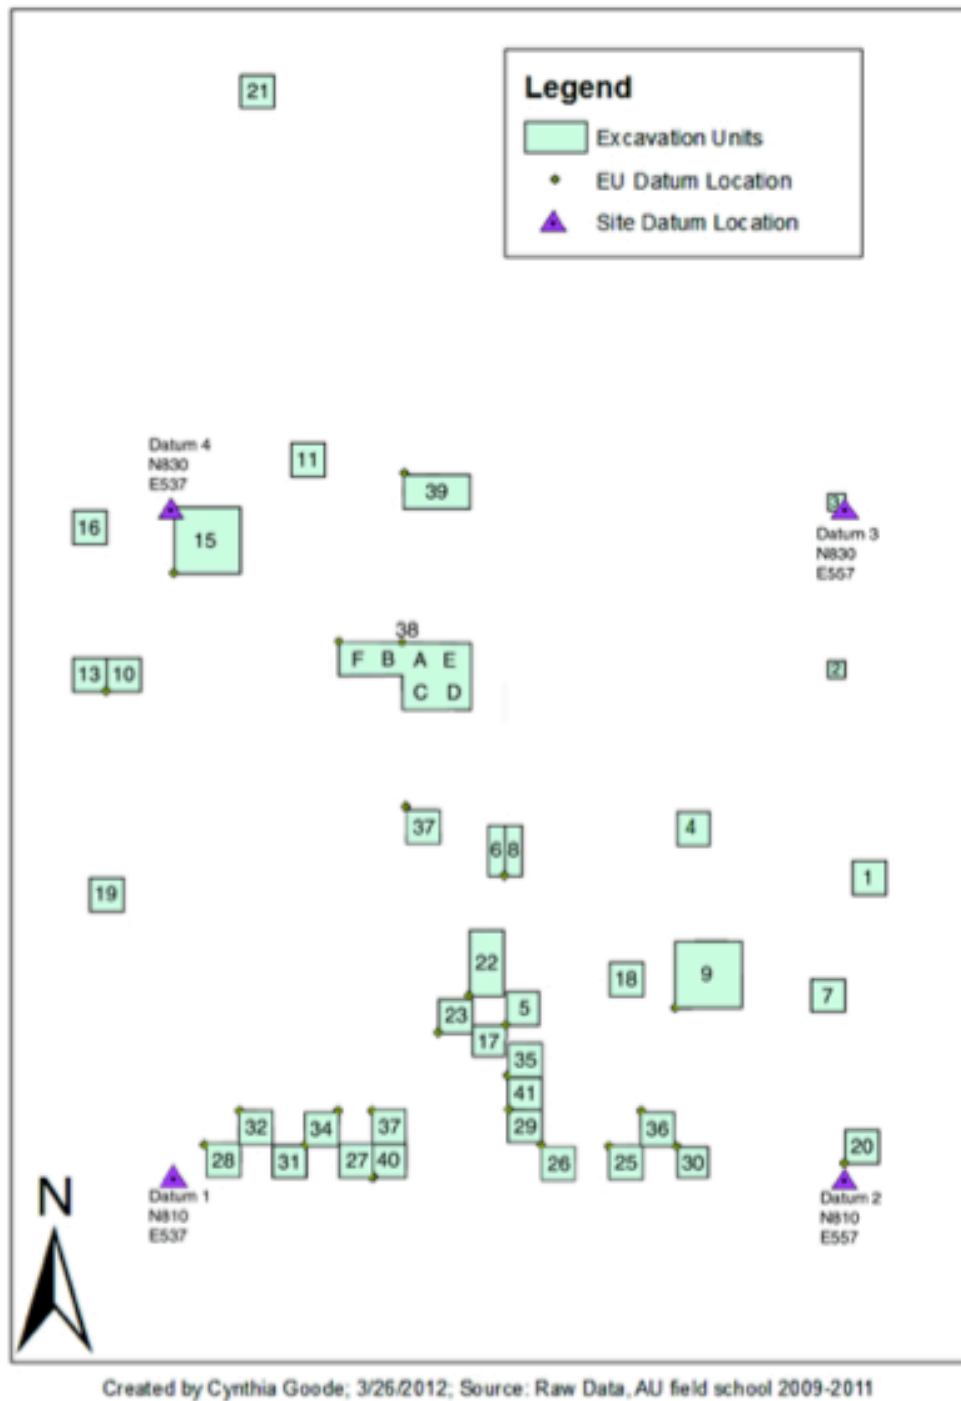 21
Legend
Excavation Units
EU Datum Location
Site Datum Location
Datum 4
N830
E537
11
39
16
15
3
Datum 3
N830
E557
38
F B A E
C D
13 10
2
37
6 8
4
1
19
22
18
9
7
23
5
17
35
41
29
32
34
37
36
28
31
27 40
26
25
30
20
Datum 1
N810
E537
Datum 2
N810
E557
N
Created by Cynthia Goode; 3/26/2012; Source: Raw Data, AU field school 2009-2011